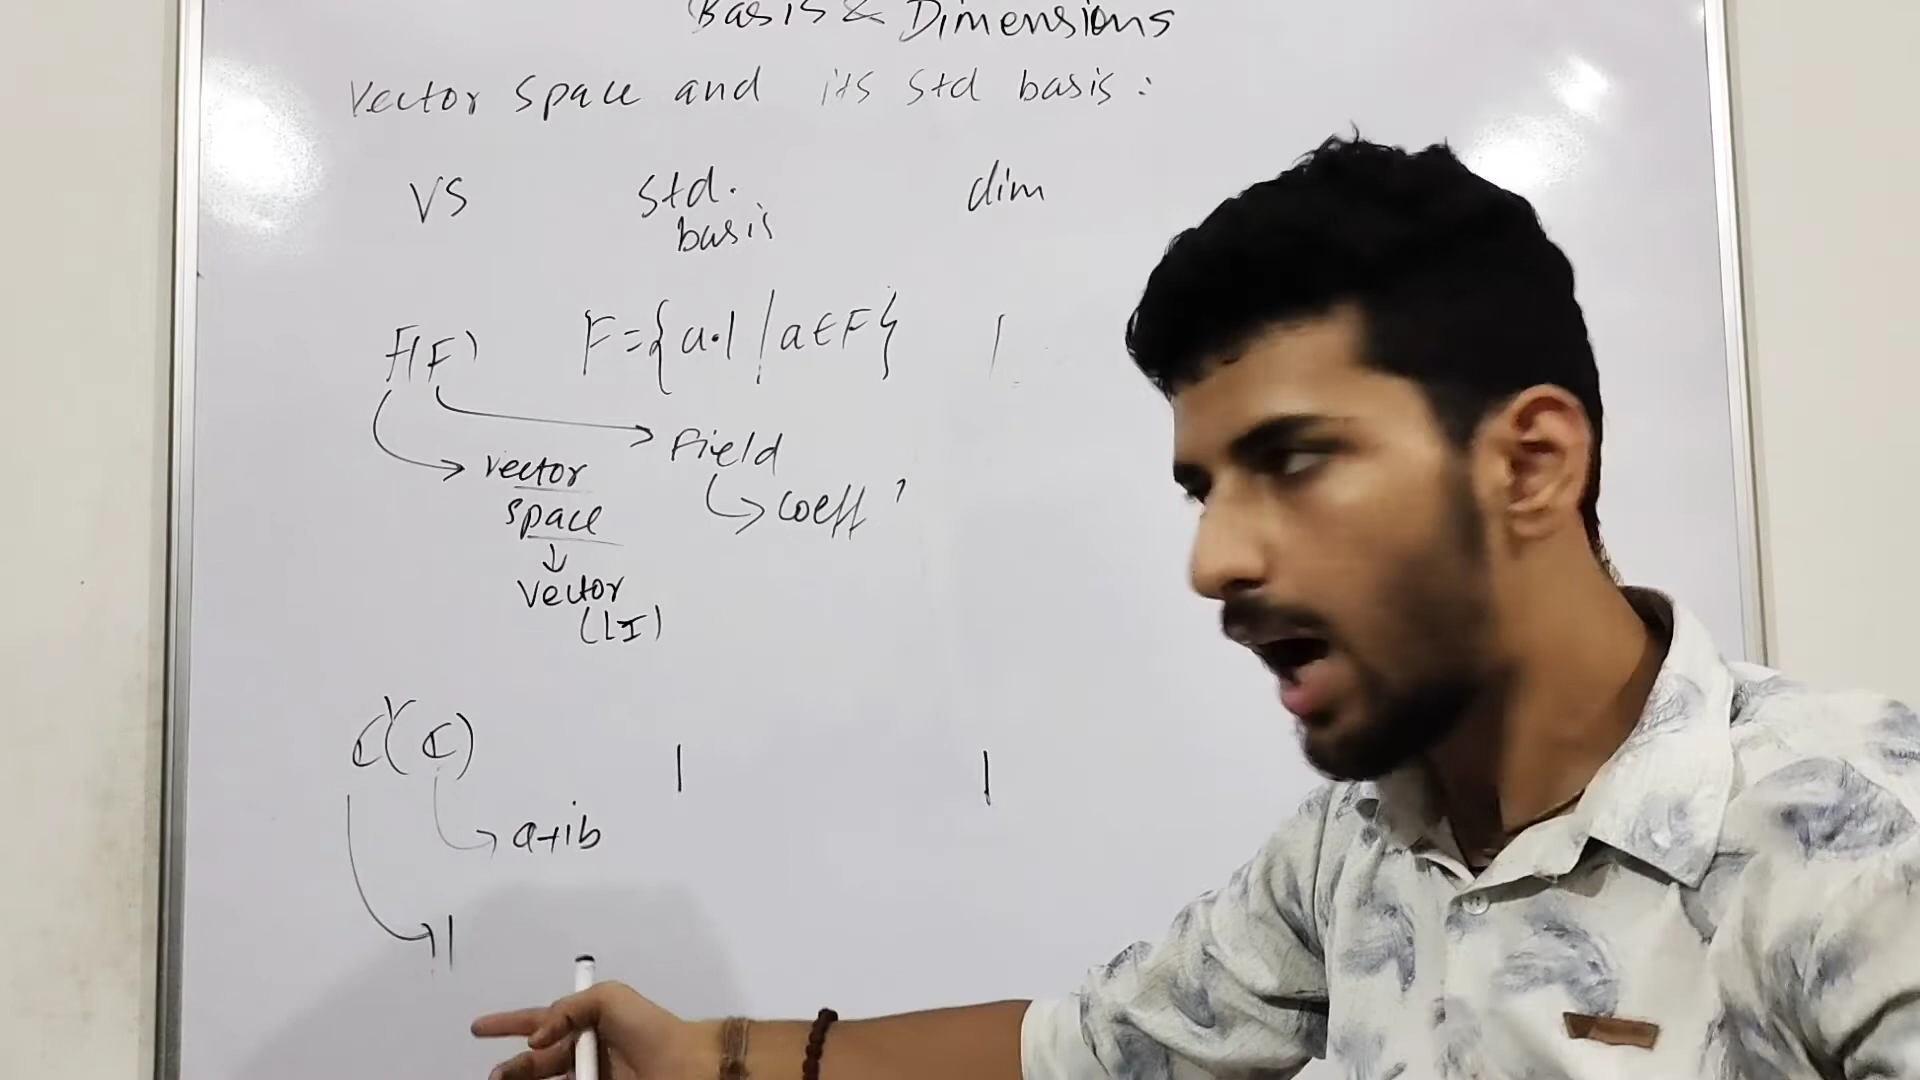 Basis & Dimensions
Vector space and its std basis :
VS std. basis dim
F(F) F={a.1 | a∈F} 1
Field
vector space
coeff
↓
Vector
(LI)
C(C) 1 1
a+ib
1